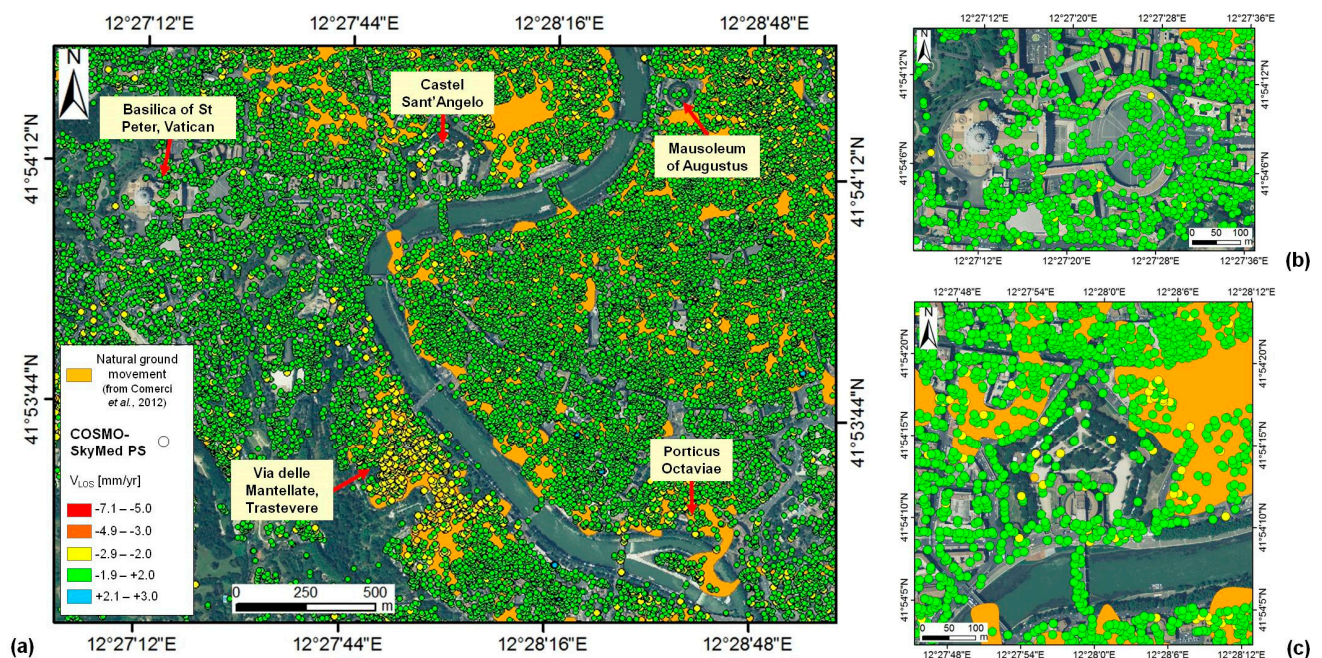 12°27'12"E
12°27'44"E
12°28'16"E
12°28'48"E
N
Basilica of St
Peter, Vatican
Castel
Sant'Angelo
Mausoleum
of Augustus
41°54'12"N
41°54'12"N
41°53'44"N
41°53'44"N
Natural ground
movement
(from Comerci
et al., 2012)
COSMO-
SkyMed PS
VLOS [mm/yr]
-7.1 – -5.0
-4.9 – -3.0
-2.9 – -2.0
-1.9 – +2.0
+2.1 – +3.0
Via delle
Mantellate,
Trastevere
Porticus
Octaviae
0 250 500
m
12°27'12"E
12°27'44"E
12°28'16"E
12°28'48"E
(a)
12°27'12"E
12°27'20"E
12°27'28"E
12°27'36"E
N
41°54'12"N
41°54'12"N
41°54'6"N
41°54'6"N
0 50 100
m
12°27'12"E
12°27'20"E
12°27'28"E
12°27'36"E
(b)
12°27'48"E
12°27'54"E
12°28'0"E
12°28'6"E
12°28'12"E
N
41°54'20"N
41°54'20"N
41°54'15"N
41°54'15"N
41°54'10"N
41°54'10"N
41°54'5"N
41°54'5"N
0 50 100
m
12°27'48"E
12°27'54"E
12°28'0"E
12°28'6"E
12°28'12"E
(c)